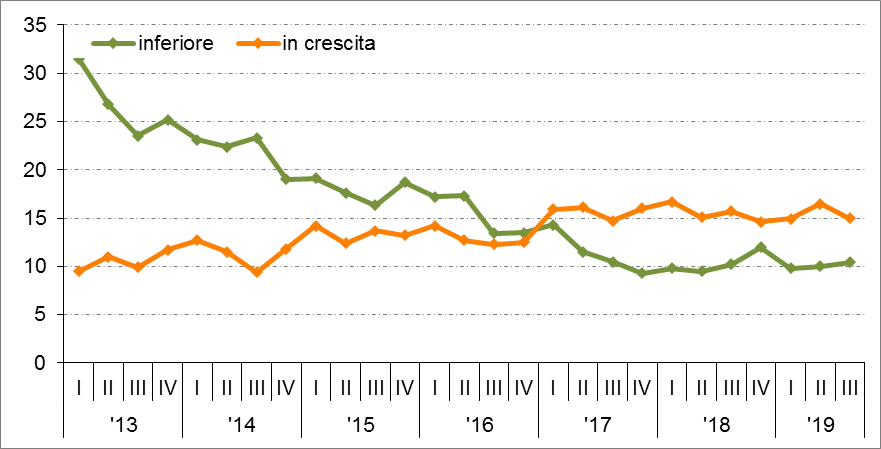 35
inferiore in crescita
30
25
20
15
10
5
0
I II III IV I II III IV I II III IV I II III IV I II III IV I II III IV I II III
'13 '14 '15 '16 '17 '18 '19